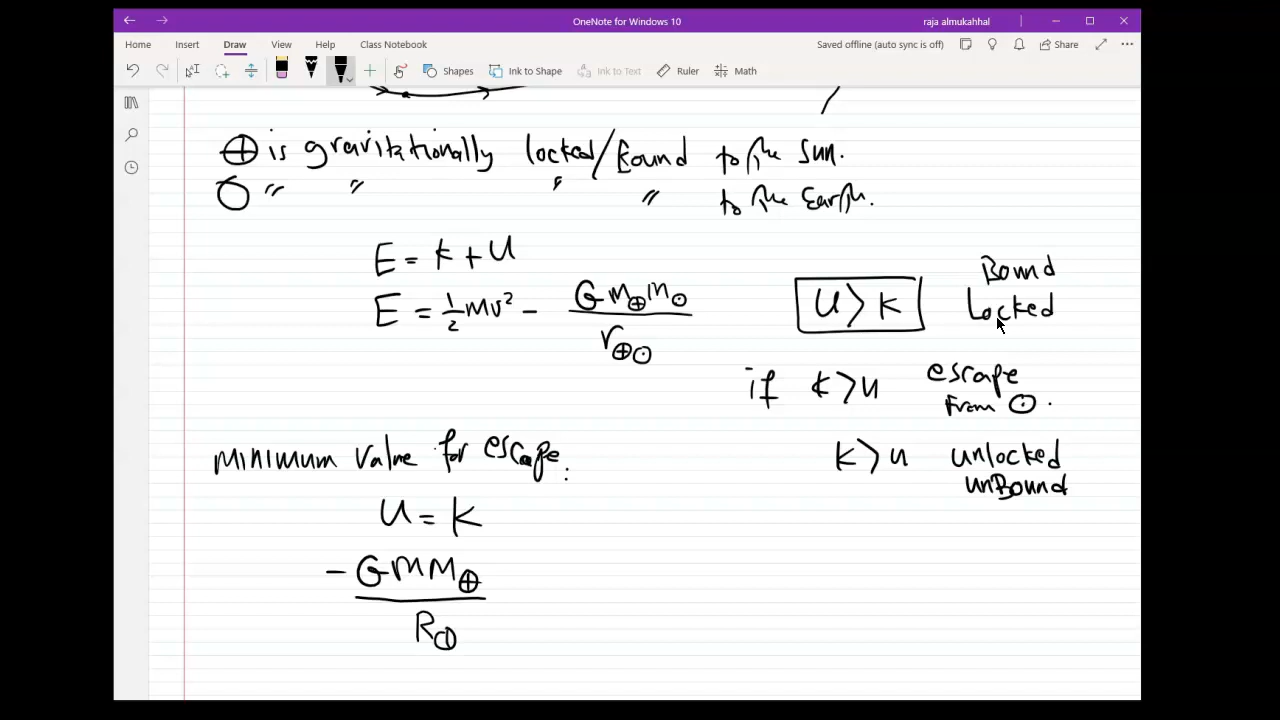 OneNote for Windows 10
raja almukahhal
Home Insert Draw View Help Class Notebook
Saved offline (auto sync is off)
Share
Shapes
Ink to Shape
Ink to Text
Ruler
Math
⊕ is gravitationally locked/Bound to the Sun.
○〃 〃 〃 〃 to the Earth.
E = K + U
E = ½mv² - Gm⊕m⊙ / r⊕⊙
U > K
Bound
Locked
if K > U escape
from ⊙.
K > U unlocked
unBound
Minimum value for escape:
U = K
- GMM⊕ / R⊕